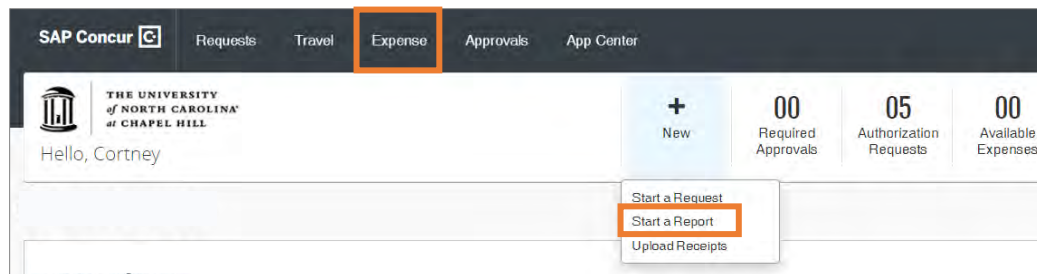 SAP Concur C Requests Travel Expense Approvals App Center
THE UNIVERSITY
of NORTH CAROLINA
at CHAPEL HILL
Hello, Cortney
+ 00 05 00
New Required Authorization Available
Approvals Requests Expenses
Start a Request
Start a Report
Upload Receipts